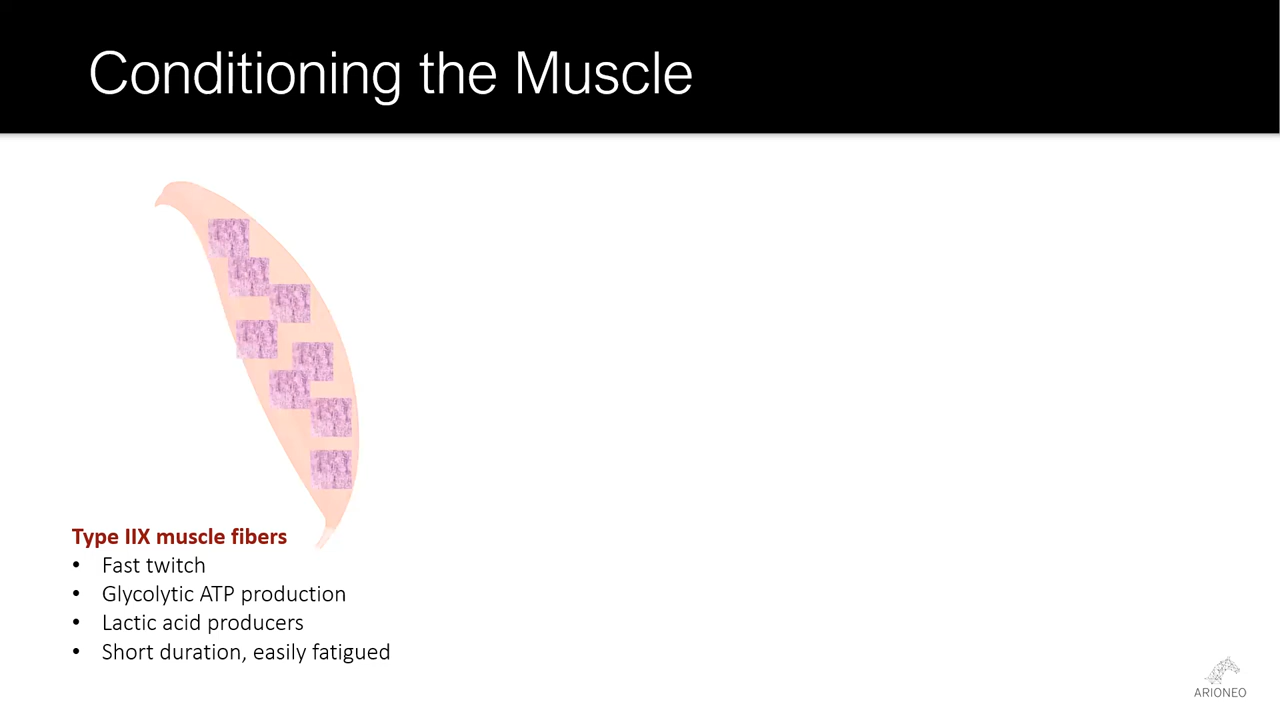 Conditioning the Muscle
Type IIX muscle fibers
• Fast twitch
• Glycolytic ATP production
• Lactic acid producers
• Short duration, easily fatigued
ARIONEO